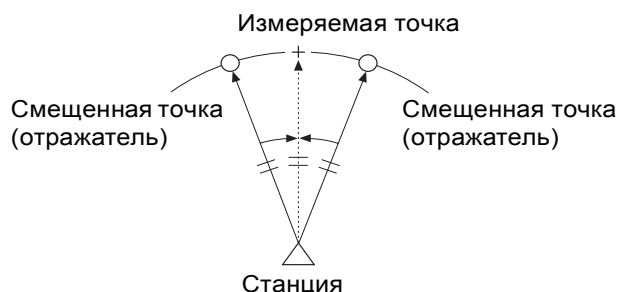 Измеряемая точка
Смещенная точка
(отражатель)
Смещенная точка
(отражатель)
Станция